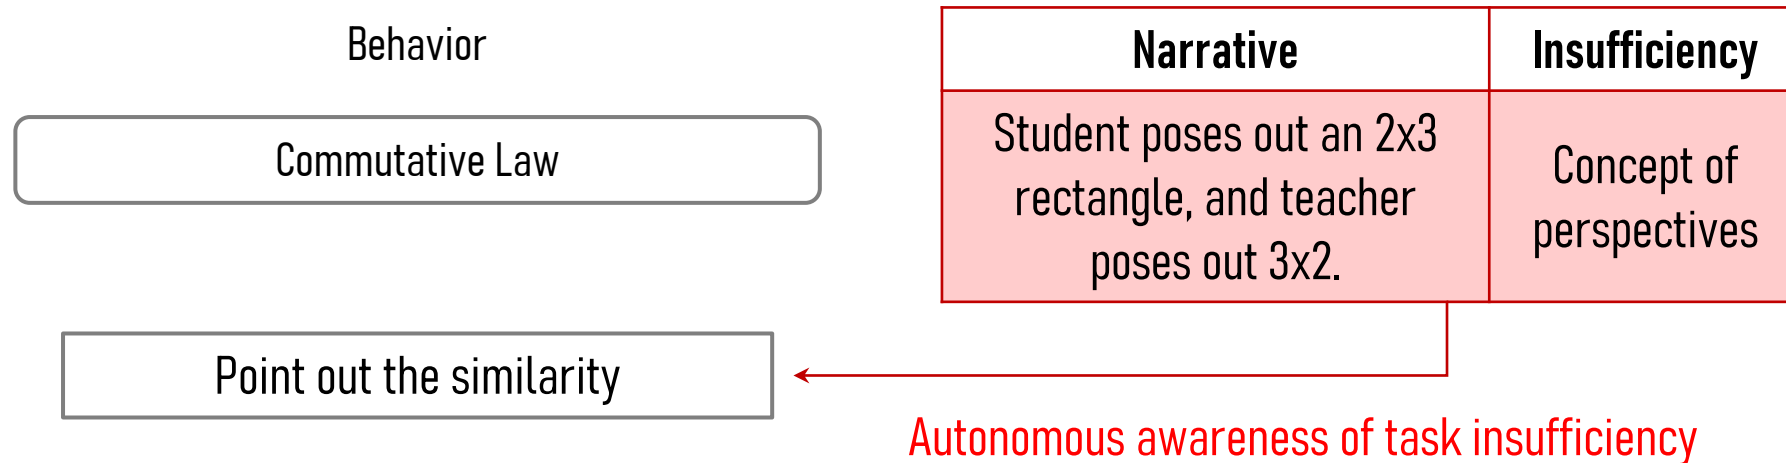 Behavior
Commutative Law
Point out the similarity
Narrative
Insufficiency
Student poses out an 2x3
rectangle, and teacher
poses out 3x2.
Concept of
perspectives
Autonomous awareness of task insufficiency